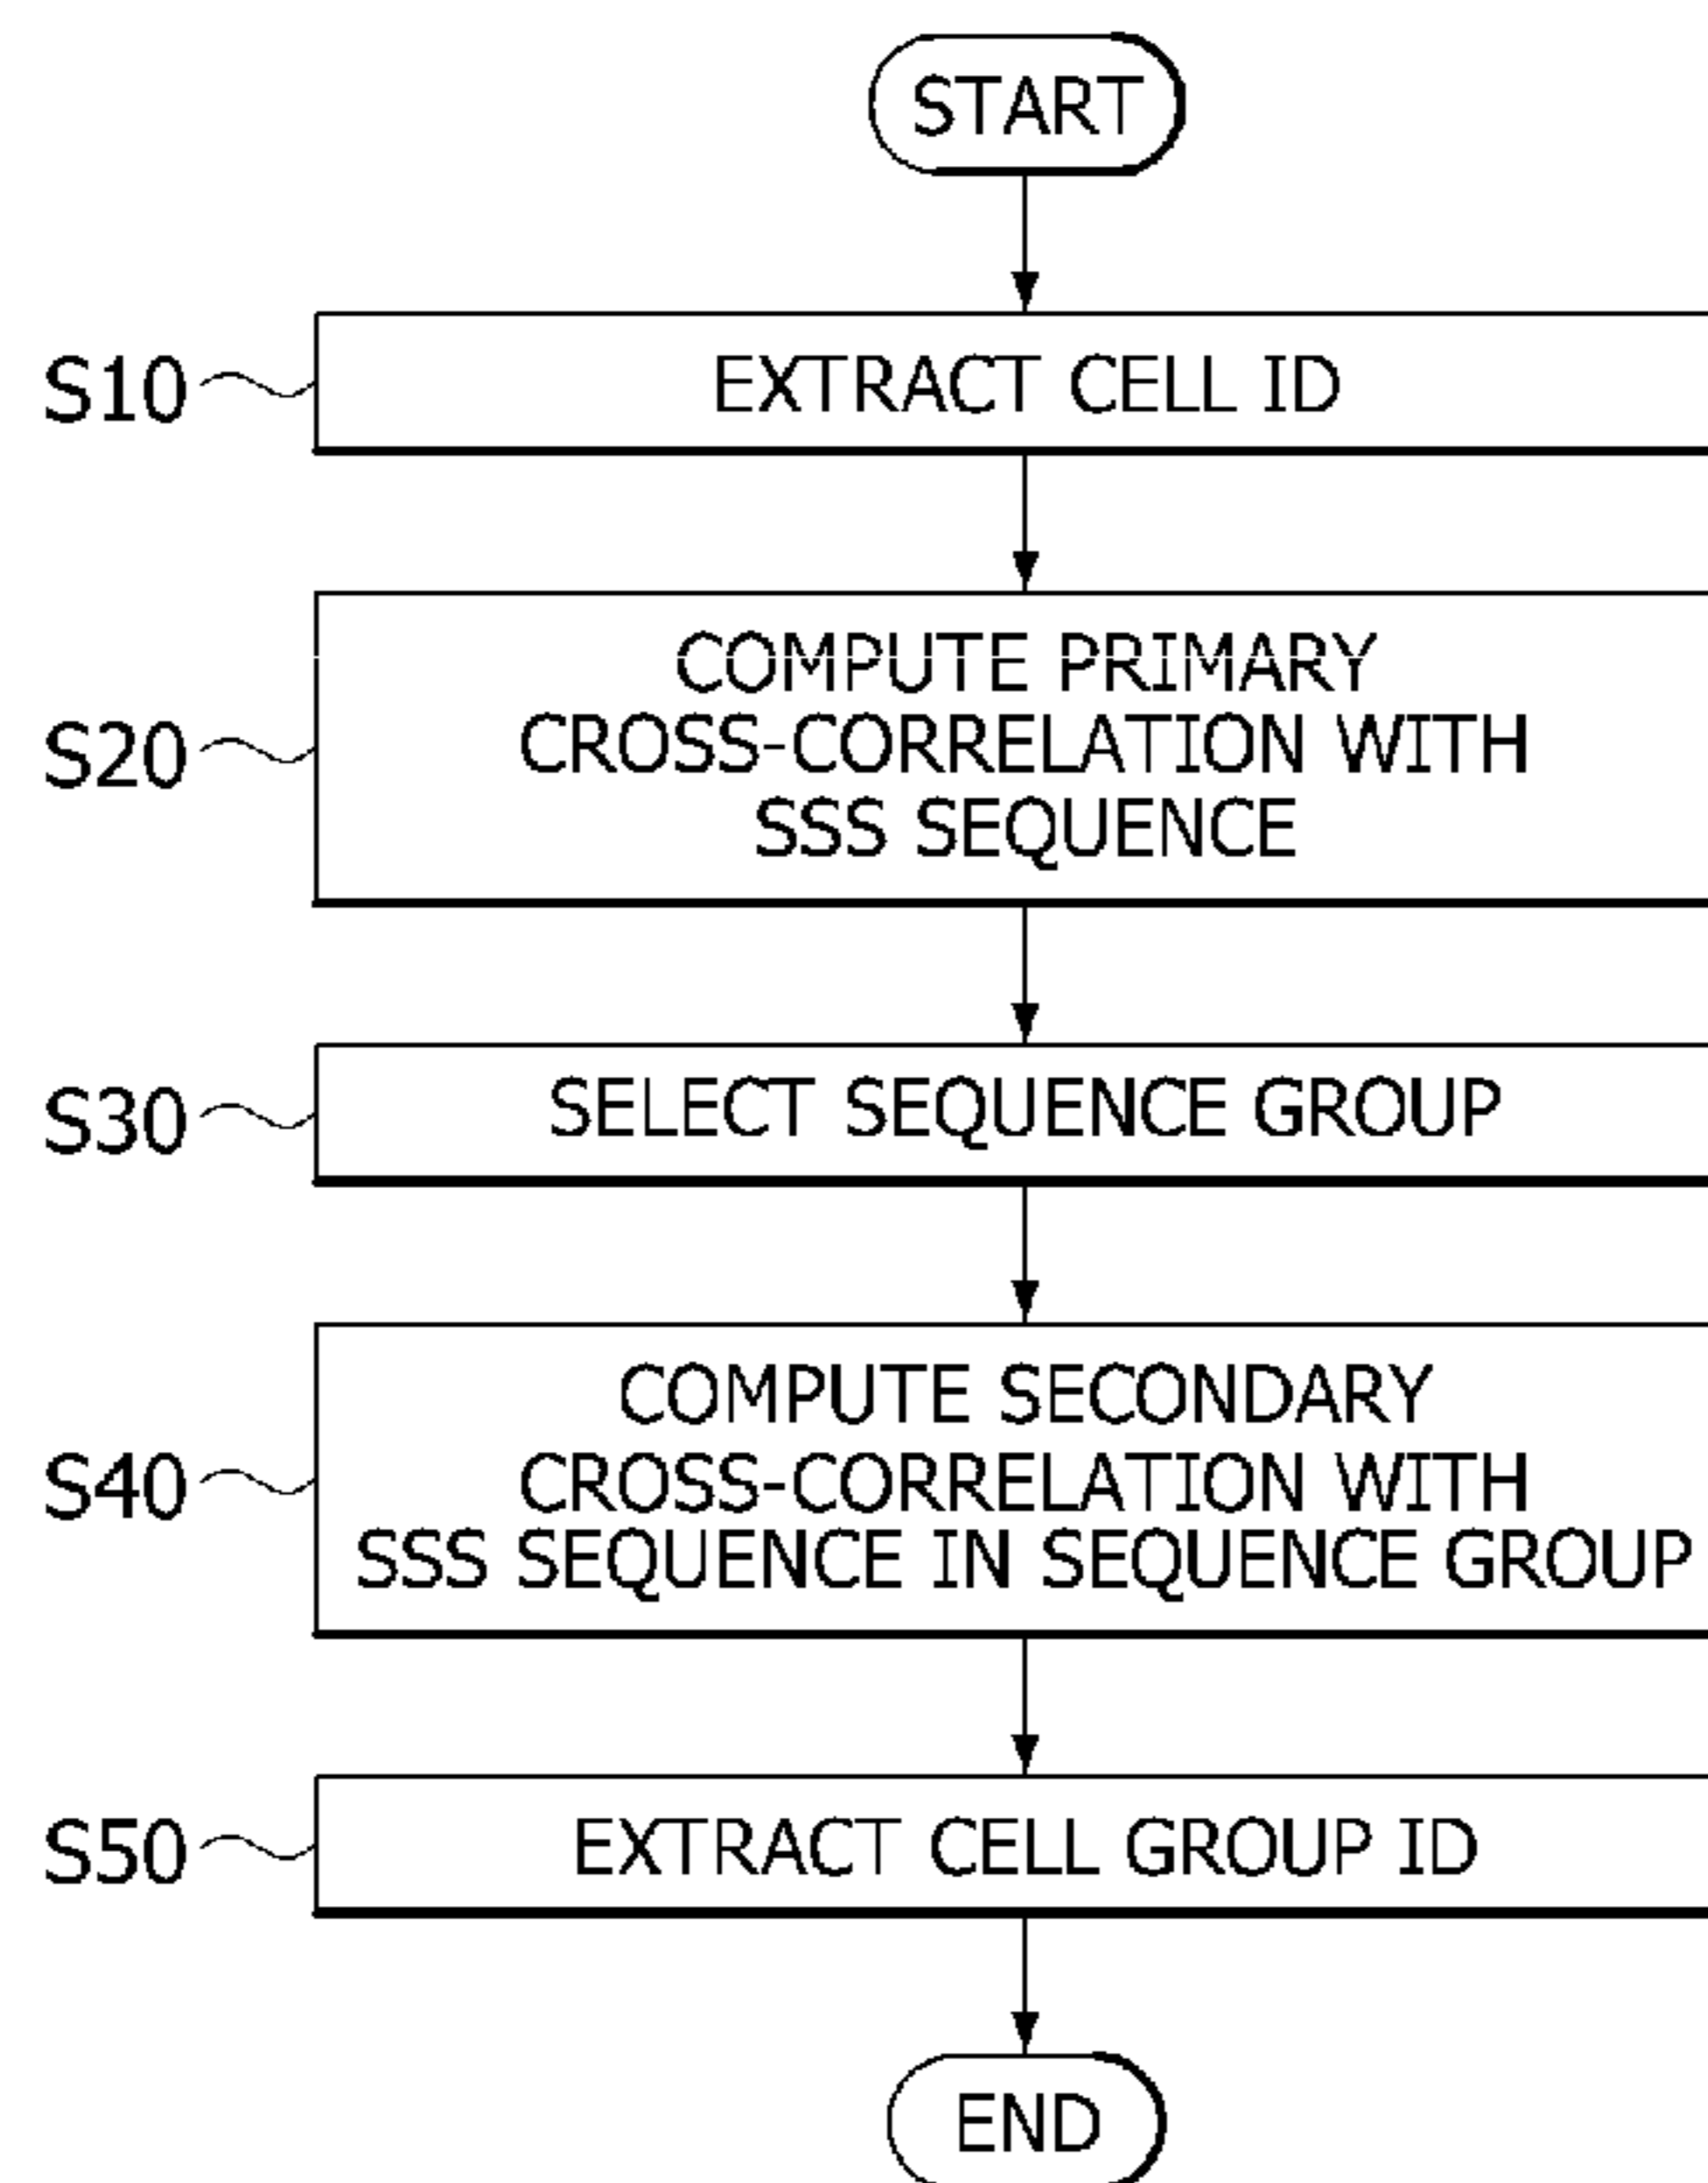 START
S10
EXTRACT CELL ID
COMPUTE PRIMARY
S20
CROSS-CORRELATION WITH
SSS SEQUENCE
S30
SELECT SEQUENCE GROUP
COMPUTE SECONDARY
S40
CROSS-CORRELATION WITH
SSS SEQUENCE IN SEQUENCE GROUP
S50
EXTRACT CELL GROUP ID
END